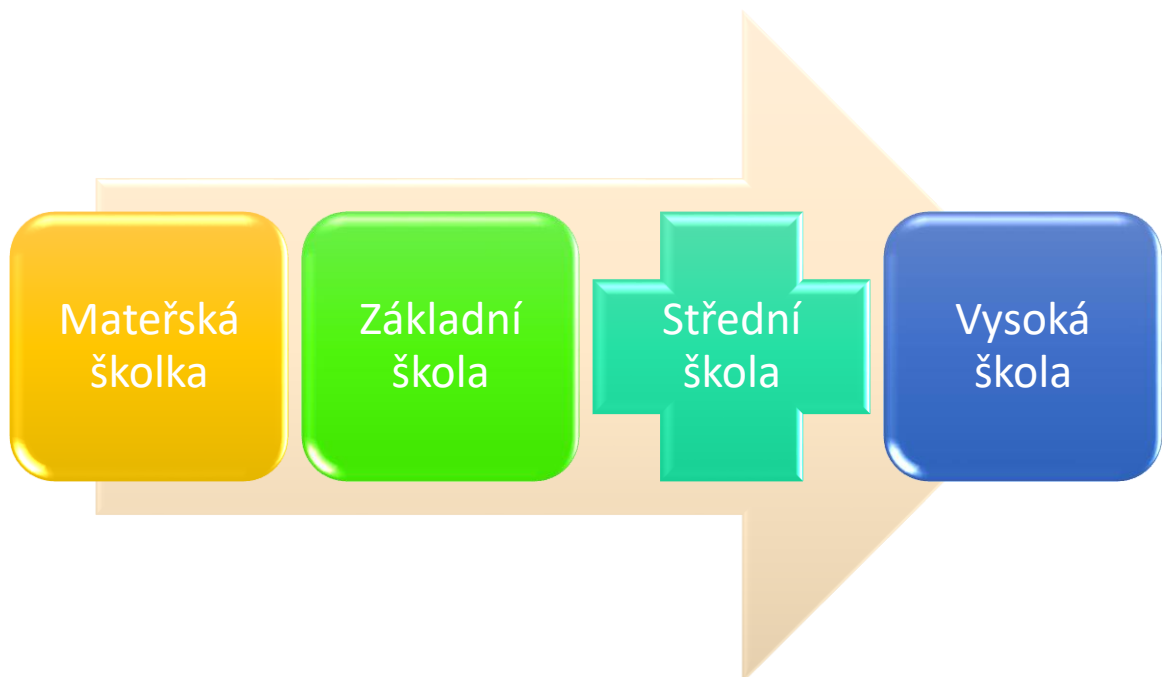 Mateřská
školka
Základní
škola
Střední
škola
Vysoká
škola